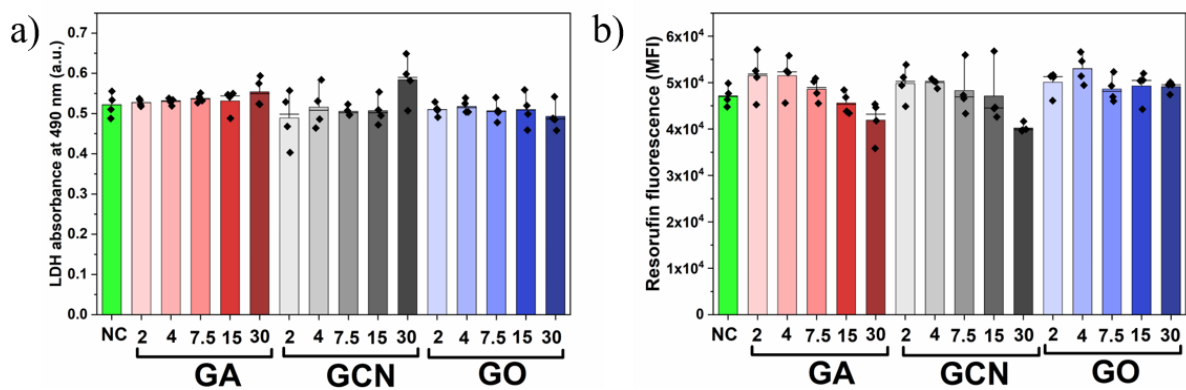 a)
LDH absorbance at 490 nm (a.u.)
0.7
0.6
0.5
0.4
0.3
0.2
0.1
0.0
NC 2 4 7.5 15 30 2 4 7.5 15 30 2 4 7.5 15 30
GA GCN GO
b)
Resorufin fluorescence (MFI)
6x10⁴
5x10⁴
4x10⁴
3x10⁴
2x10⁴
1x10⁴
0
NC 2 4 7.5 15 30 2 4 7.5 15 30 2 4 7.5 15 30
GA GCN GO